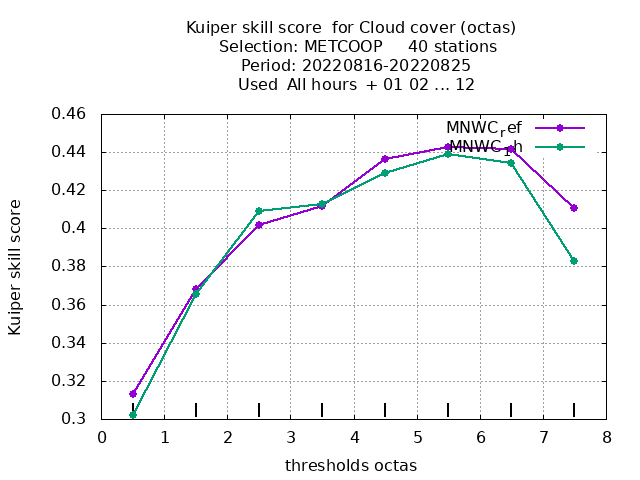 Kuiper skill score  for Cloud cover (octas)
Selection: METCOOP     40 stations
Period: 20220816-20220825
Used  All hours  + 01 02 ... 12
MNWC_ref
MNWC_1h
0.46
0.44
0.42
0.4
0.38
0.36
0.34
0.32
0.3
Kuiper skill score
0 1 2 3 4 5 6 7 8
thresholds octas